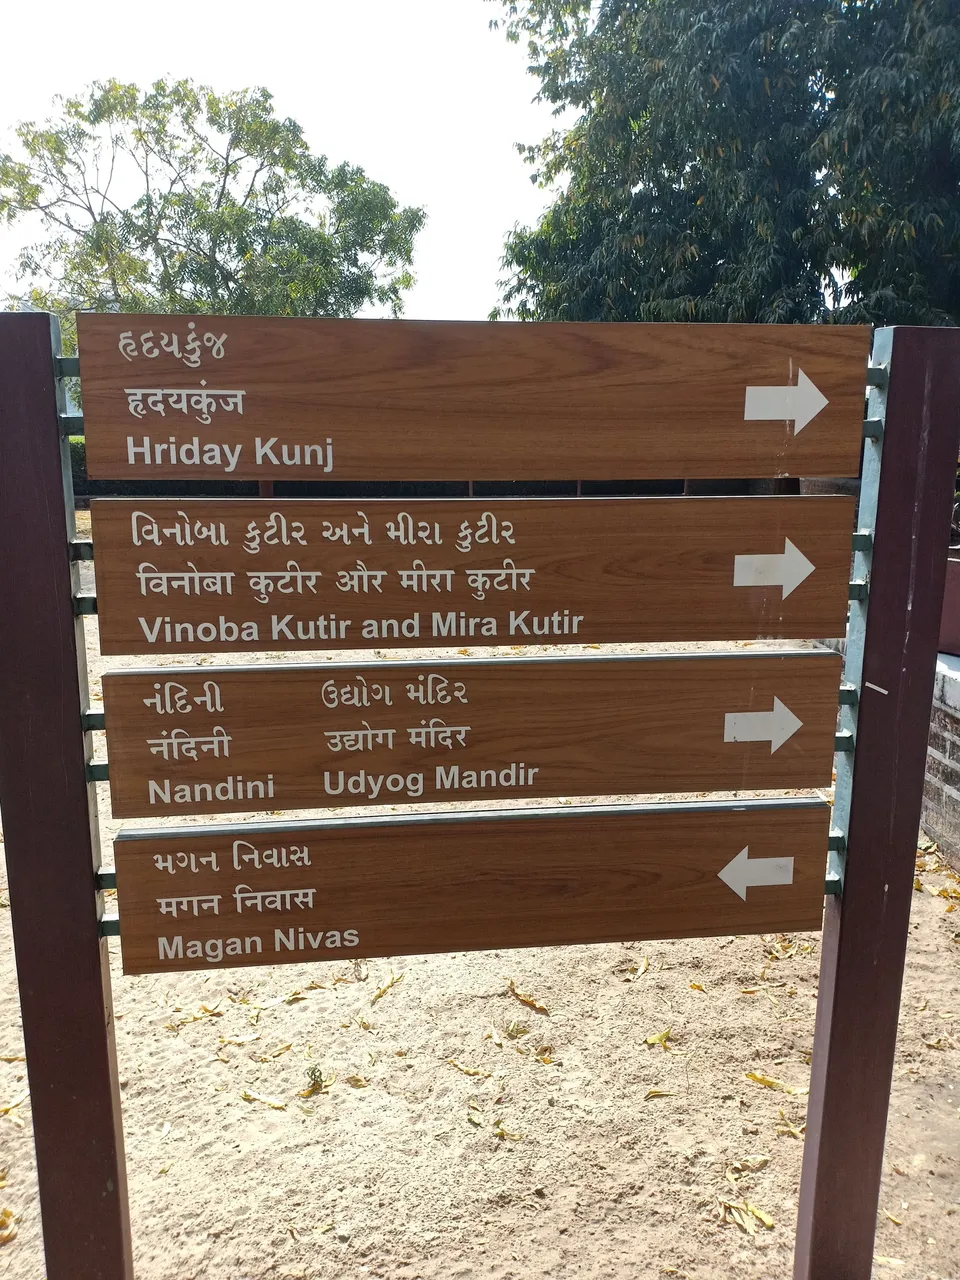 હૃદયકુંજ
हृदयकुंज
Hriday Kunj
વિનોબા કુટીર અને મીરા કુટીર
विनोबा कुटीर और मीरा कुटीर
Vinoba Kutir and Mira Kutir
નંદિની ઉદ્યોગ મંદિર
नंदिनी उद्योग मंदिर
Nandini Udyog Mandir
મગન નિવાસ
मगन निवास
Magan Nivas